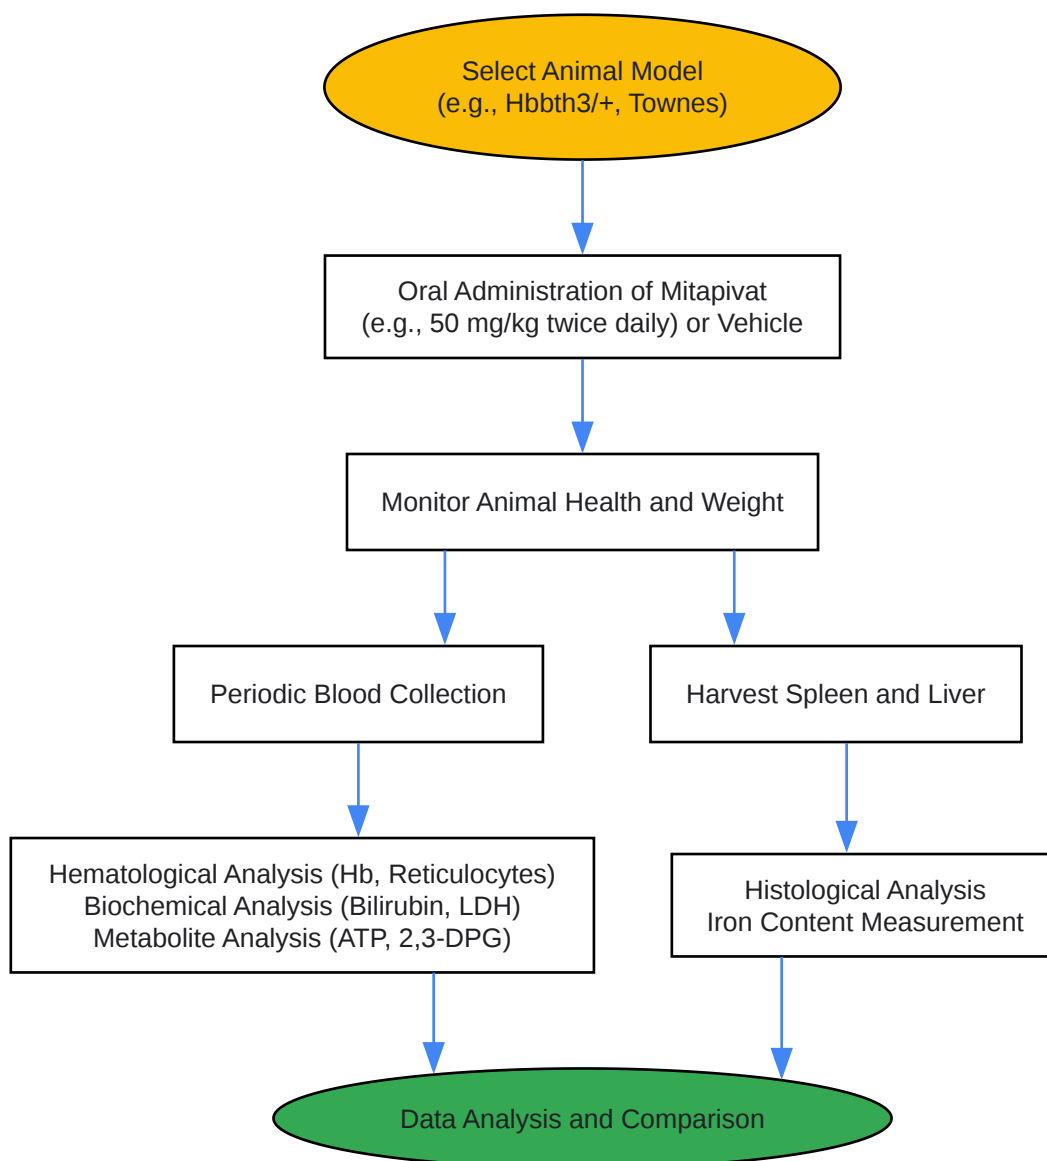 Select Animal Model
(e.g., Hbbth3/+, Townes)
Oral Administration of Mitapivat
(e.g., 50 mg/kg twice daily) or Vehicle
Monitor Animal Health and Weight
Periodic Blood Collection
Harvest Spleen and Liver
Hematological Analysis (Hb, Reticulocytes)
Biochemical Analysis (Bilirubin, LDH)
Metabolite Analysis (ATP, 2,3-DPG)
Histological Analysis
Iron Content Measurement
Data Analysis and Comparison